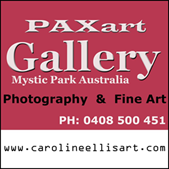 PAXart
Gallery
Mystic Park Australia
Photography & Fine Art
PH: 0408 500 451
www.carolineellisart.com